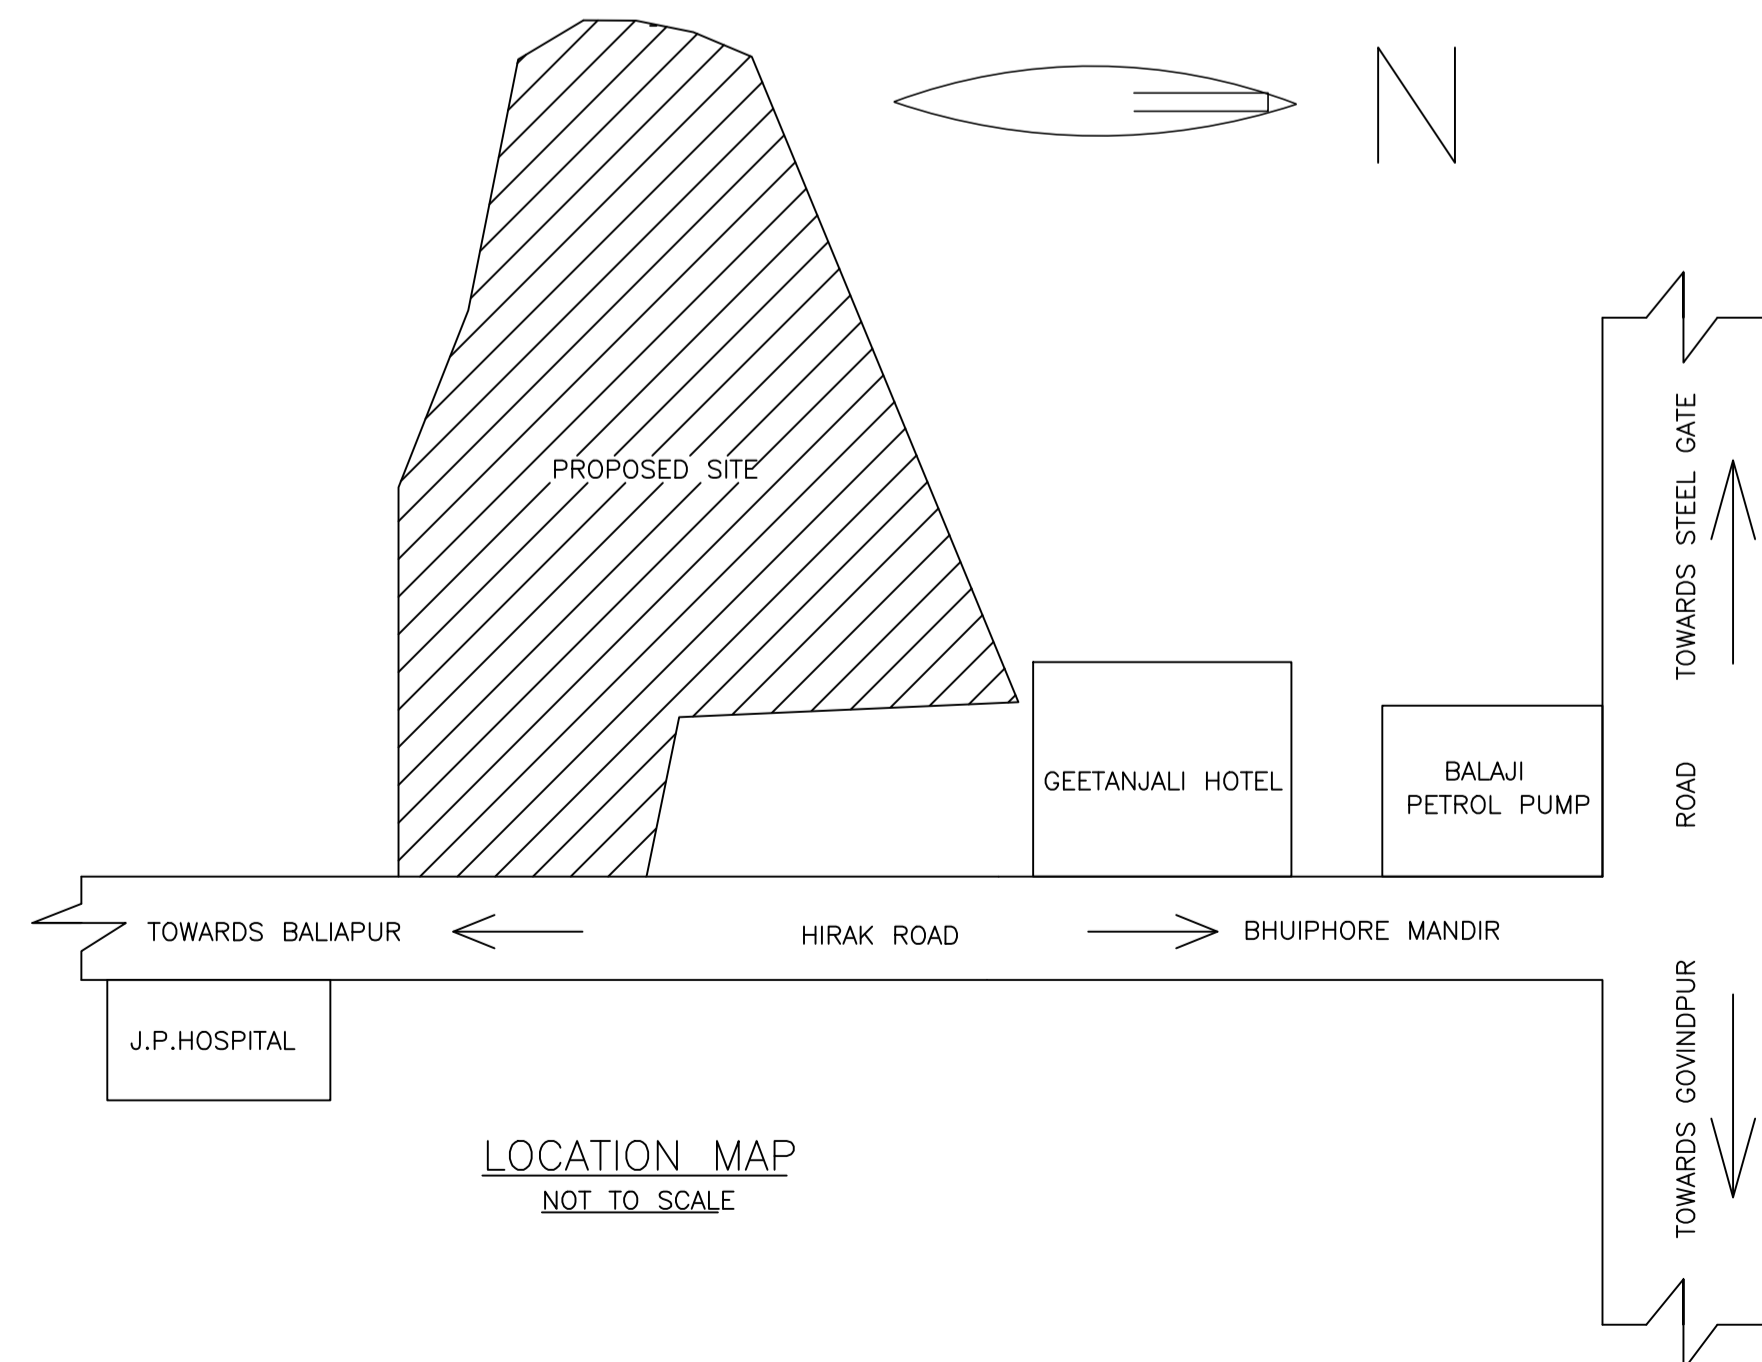 N
PROPOSED SITE
TOWARDS STEEL GATE
GEETANJALI HOTEL
BALAJI
PETROL PUMP
ROAD
TOWARDS BALIAPUR
HIRAK ROAD
BHUIPHORE MANDIR
TOWARDS GOVINDPUR
J.P.HOSPITAL
LOCATION MAP
NOT TO SCALE